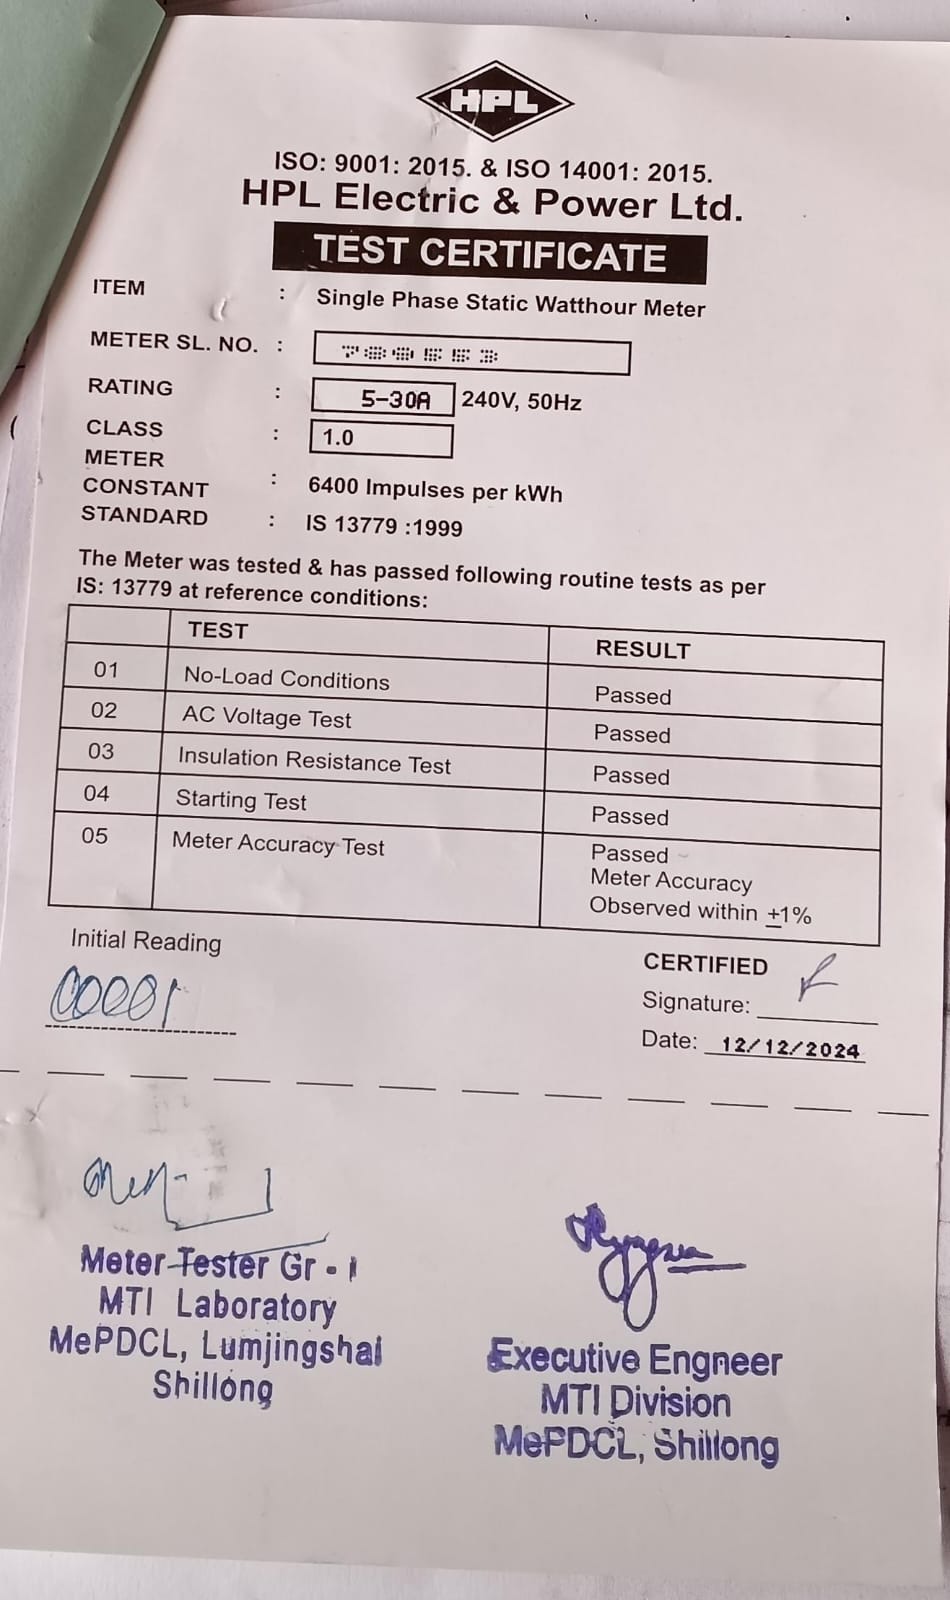 HPL
ISO: 9001: 2015. & ISO 14001: 2015.
HPL Electric & Power Ltd.
TEST CERTIFICATE
ITEM : Single Phase Static Watthour Meter
METER SL. NO. :
RATING : 5-30A 240V, 50Hz
CLASS : 1.0
METER
CONSTANT : 6400 Impulses per kWh
STANDARD : IS 13779 :1999
The Meter was tested & has passed following routine tests as per
IS: 13779 at reference conditions:
TEST RESULT
01 No-Load Conditions Passed
02 AC Voltage Test Passed
03 Insulation Resistance Test Passed
04 Starting Test Passed
05 Meter Accuracy Test Passed
Meter Accuracy
Observed within ±1%
Initial Reading
00001
CERTIFIED
Signature:
Date: 12/12/2024
Meter Tester Gr - I
MTI Laboratory
MePDCL, Lumjingshai
Shillong
Executive Engneer
MTI Division
MePDCL, Shillong